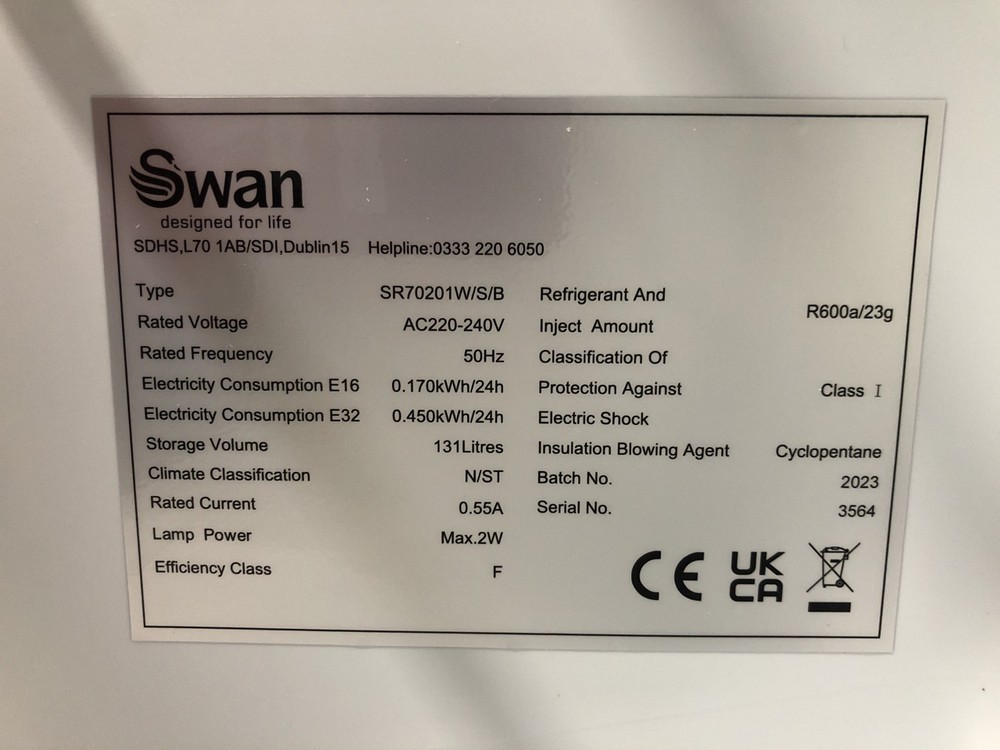 Swan
designed for life
SDHS,L70 1AB/SDI,Dublin15 Helpline:0333 220 6050
Type SR70201W/S/B
Rated Voltage AC220-240V
Rated Frequency 50Hz
Electricity Consumption E16 0.170kWh/24h
Electricity Consumption E32 0.450kWh/24h
Storage Volume 131Litres
Climate Classification N/ST
Rated Current 0.55A
Lamp Power Max.2W
Efficiency Class F
Refrigerant And
Inject Amount R600a/23g
Classification Of
Protection Against Class I
Electric Shock
Insulation Blowing Agent Cyclopentane
Batch No. 2023
Serial No. 3564
CE
UK
CA